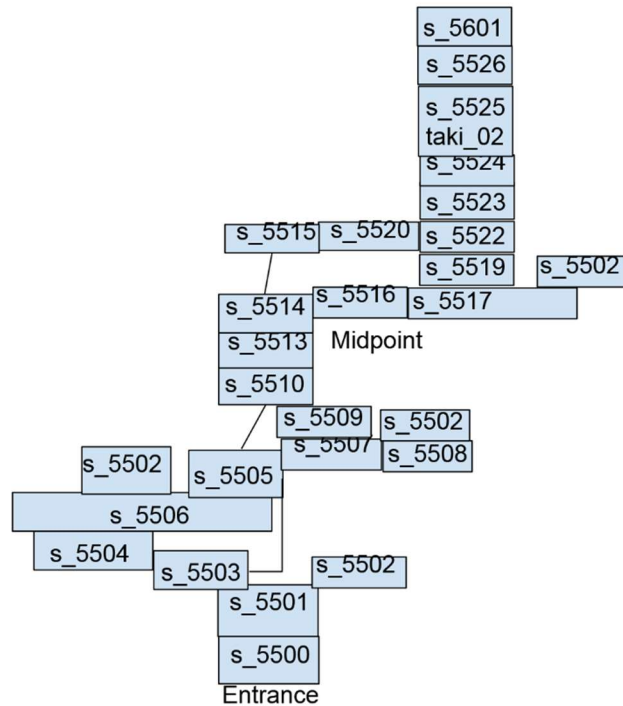 s_5601
s_5526
s_5525
taki_02
s_5524
s_5523
s_5515
s_5520
s_5522
s_5519
s_5502
s_5514
s_5516
s_5517
s_5513
Midpoint
s_5510
s_5509
s_5502
s_5502
s_5505
s_5507
s_5508
s_5506
s_5504
s_5503
s_5502
s_5501
s_5500
Entrance